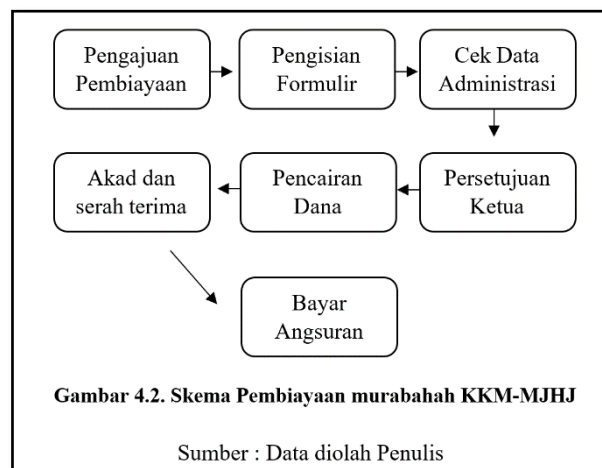 Pengajuan
Pembiayaan
Pengisian
Formulir
Cek Data
Administrasi
Persetujuan
Ketua
Pencairan
Dana
Akad dan
serah terima
Bayar
Angsuran
Gambar 4.2. Skema Pembiayaan murabahah KKM-MJHJ
Sumber : Data diolah Penulis